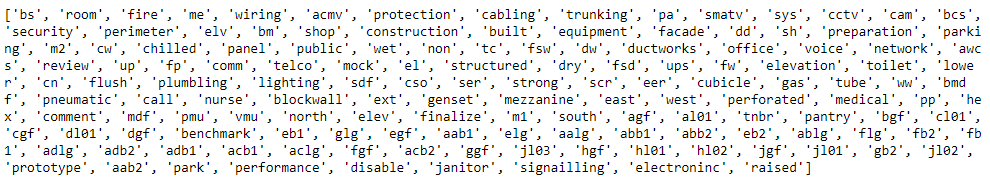 ['bs', 'room', 'fire', 'me', 'wiring', 'acmv', 'protection', 'cabling', 'trunking', 'pa', 'smatv', 'sys', 'cctv', 'cam', 'bcs',
'security', 'perimeter', 'elv', 'bm', 'shop', 'construction', 'built', 'equipment', 'facade', 'dd', 'sh', 'preparation', 'parki
ng', 'm2', 'cw', 'chilled', 'panel', 'public', 'wet', 'non', 'tc', 'fsw', 'dw', 'ductworks', 'office', 'voice', 'network', 'awc
s', 'review', 'up', 'fp', 'comm', 'telco', 'mock', 'el', 'structured', 'dry', 'fsd', 'ups', 'fw', 'elevation', 'toilet', 'lowe
r', 'cn', 'flush', 'plumbling', 'lighting', 'sdf', 'cso', 'ser', 'strong', 'scr', 'eer', 'cubicle', 'gas', 'tube', 'ww', 'bmd
f', 'pneumatic', 'call', 'nurse', 'blockwall', 'ext', 'genset', 'mezzanine', 'east', 'west', 'perforated', 'medical', 'pp', 'he
x', 'comment', 'mdf', 'pmu', 'vmu', 'north', 'elev', 'finalize', 'm1', 'south', 'agf', 'al01', 'tnbr', 'pantry', 'bgf', 'cl01',
'cgf', 'dl01', 'dgf', 'benchmark', 'eb1', 'glg', 'egf', 'aab1', 'elg', 'aalg', 'abb1', 'abb2', 'eb2', 'ablg', 'flg', 'fb2', 'fb
1', 'adlg', 'adb2', 'adb1', 'acb1', 'aclg', 'fgf', 'acb2', 'ggf', 'jl03', 'hgf', 'hl01', 'hl02', 'jgf', 'jl01', 'gb2', 'jl02',
'prototype', 'aab2', 'park', 'performance', 'disable', 'janitor', 'signailling', 'electroninc', 'raised']